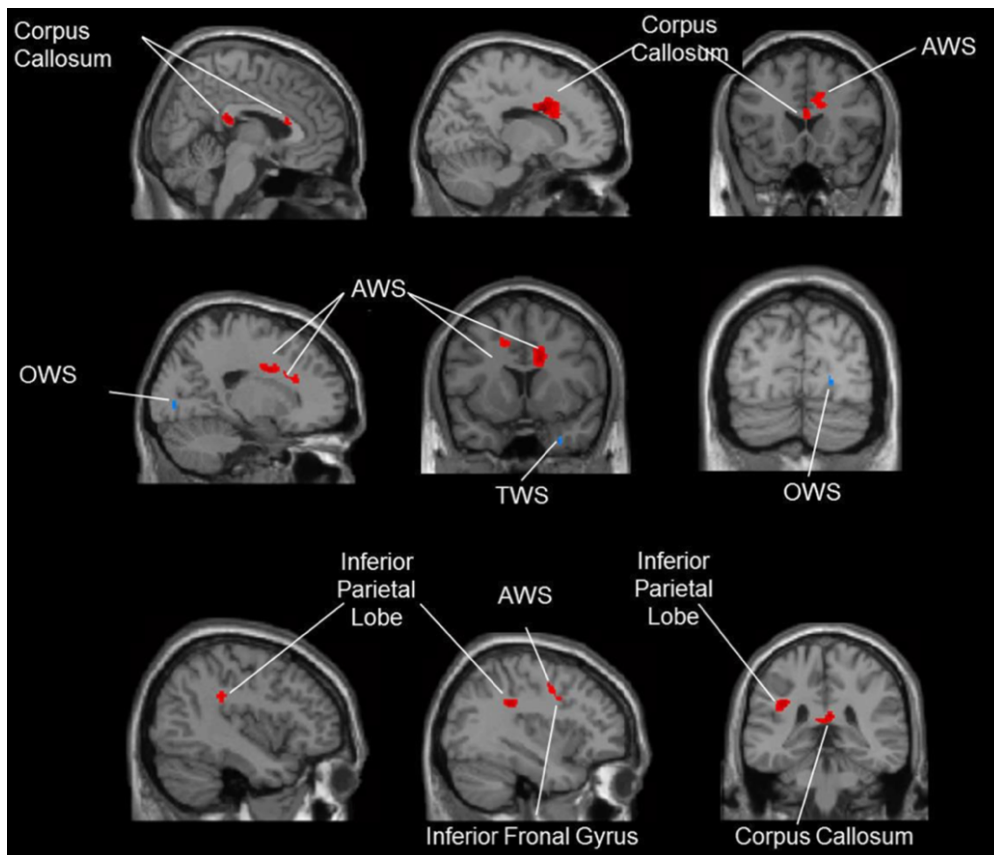 Corpus
Callosum
Corpus
Callosum
AWS
OWS
AWS
TWS
OWS
Inferior
Parietal
Lobe
AWS
Inferior
Parietal
Lobe
Inferior Fronal Gyrus
Corpus Callosum